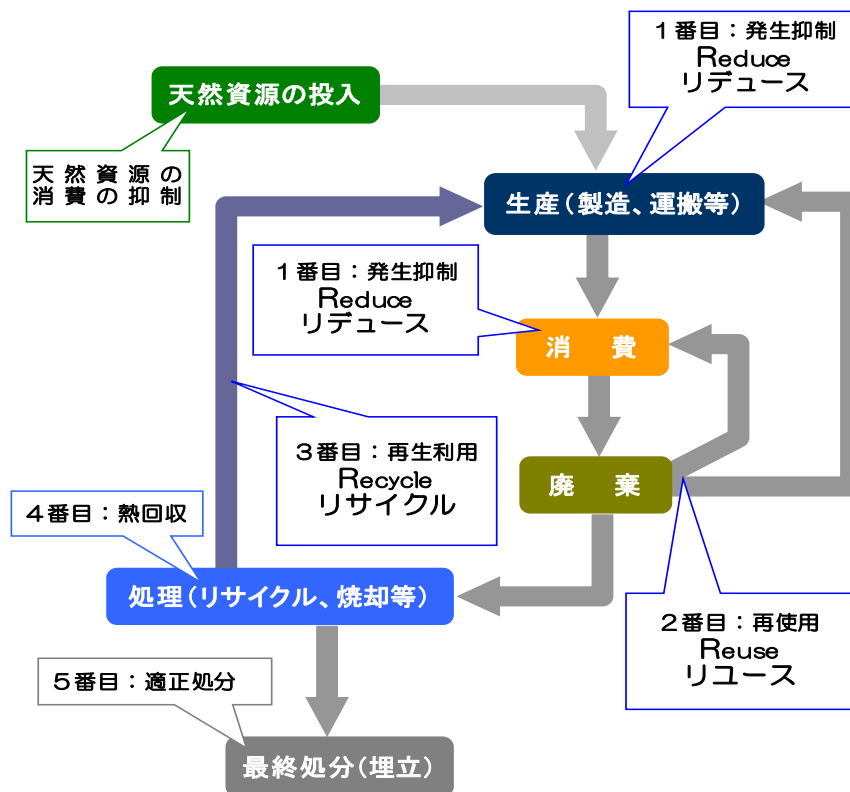 1番目：発生抑制
Reduce
リデュース
天然資源の投入
天然資源の
消費の抑制
生産（製造、運搬等）
1番目：発生抑制
Reduce
リデュース
消　費
3番目：再生利用
Recycle
リサイクル
廃　棄
4番目：熱回収
処理（リサイクル、焼却等）
2番目：再使用
Reuse
リユース
5番目：適正処分
最終処分（埋立）